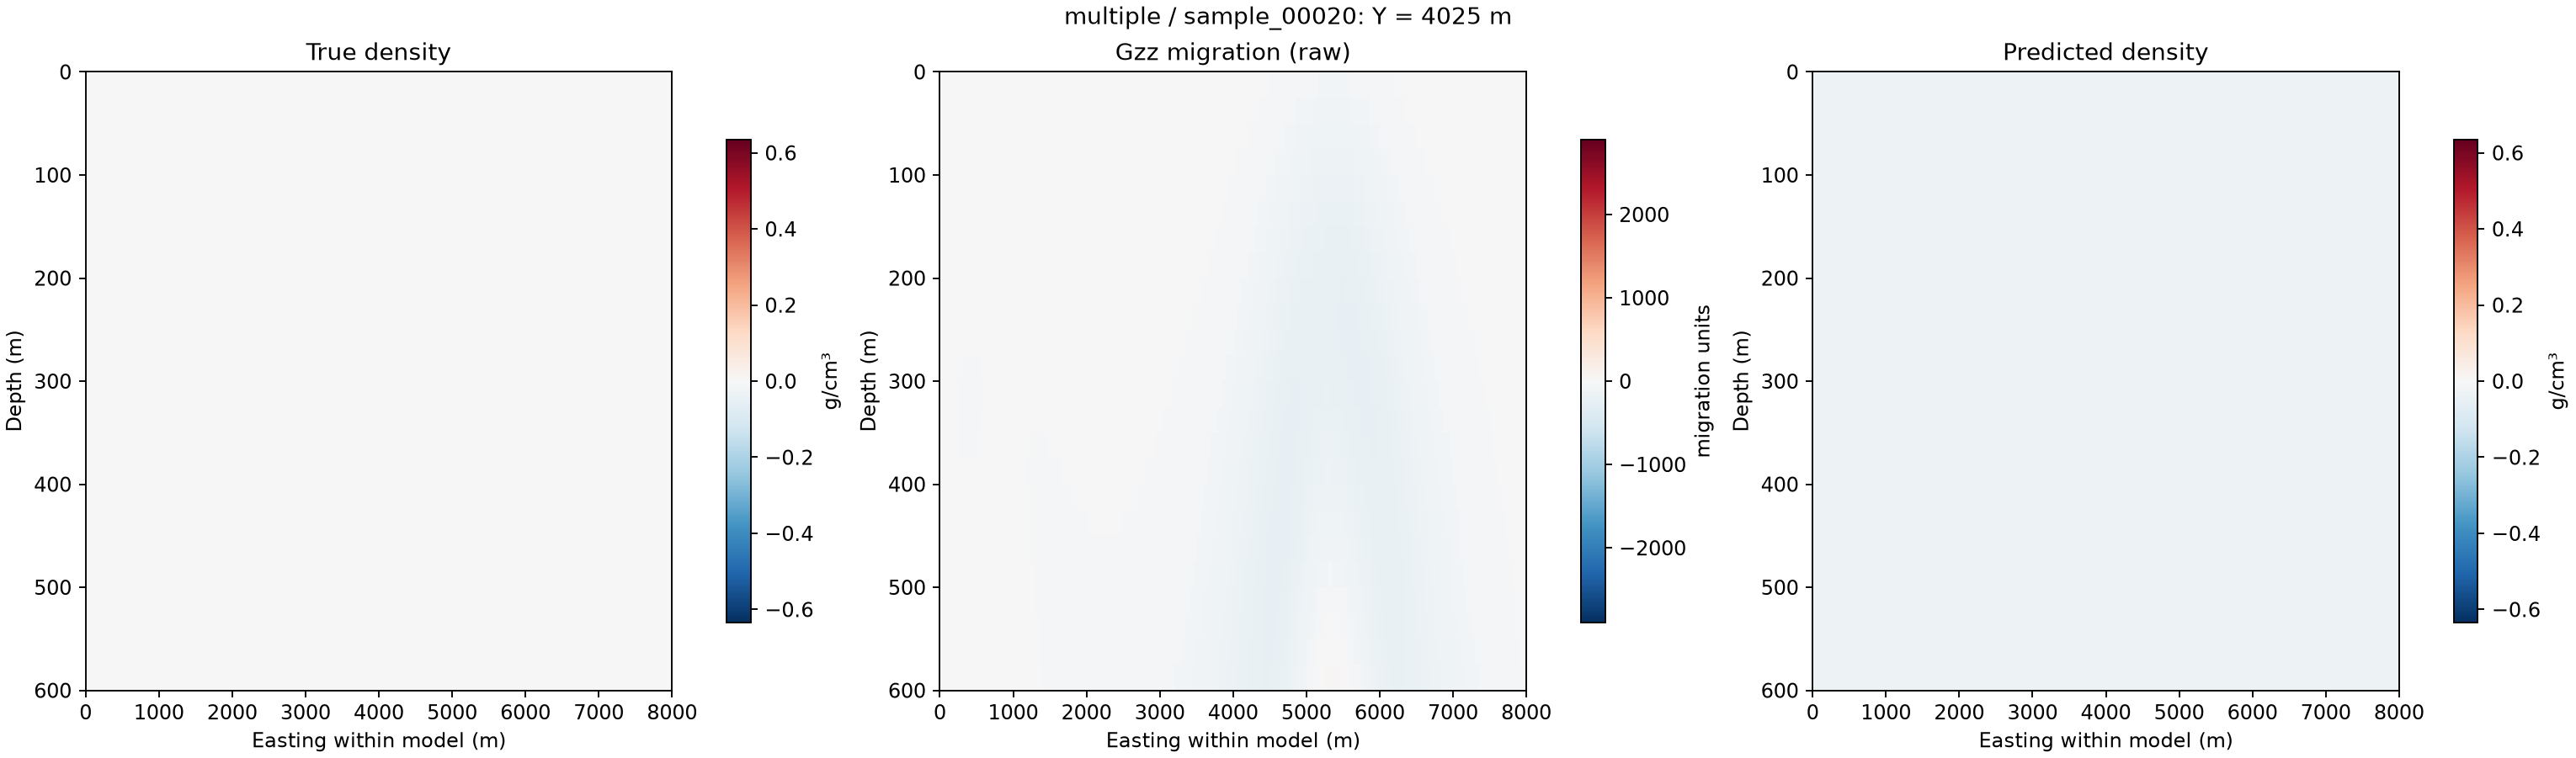 multiple / sample_00020: Y = 4025 m
True density
0
100
200
300
400
500
600
Depth (m)
0 1000 2000 3000 4000 5000 6000 7000 8000
Easting within model (m)
0.6
0.4
0.2
0.0
−0.2
−0.4
−0.6
g/cm³
Gzz migration (raw)
0
100
200
300
400
500
600
Depth (m)
0 1000 2000 3000 4000 5000 6000 7000 8000
Easting within model (m)
2000
1000
0
−1000
−2000
migration units
Predicted density
0
100
200
300
400
500
600
Depth (m)
0 1000 2000 3000 4000 5000 6000 7000 8000
Easting within model (m)
0.6
0.4
0.2
0.0
−0.2
−0.4
−0.6
g/cm³